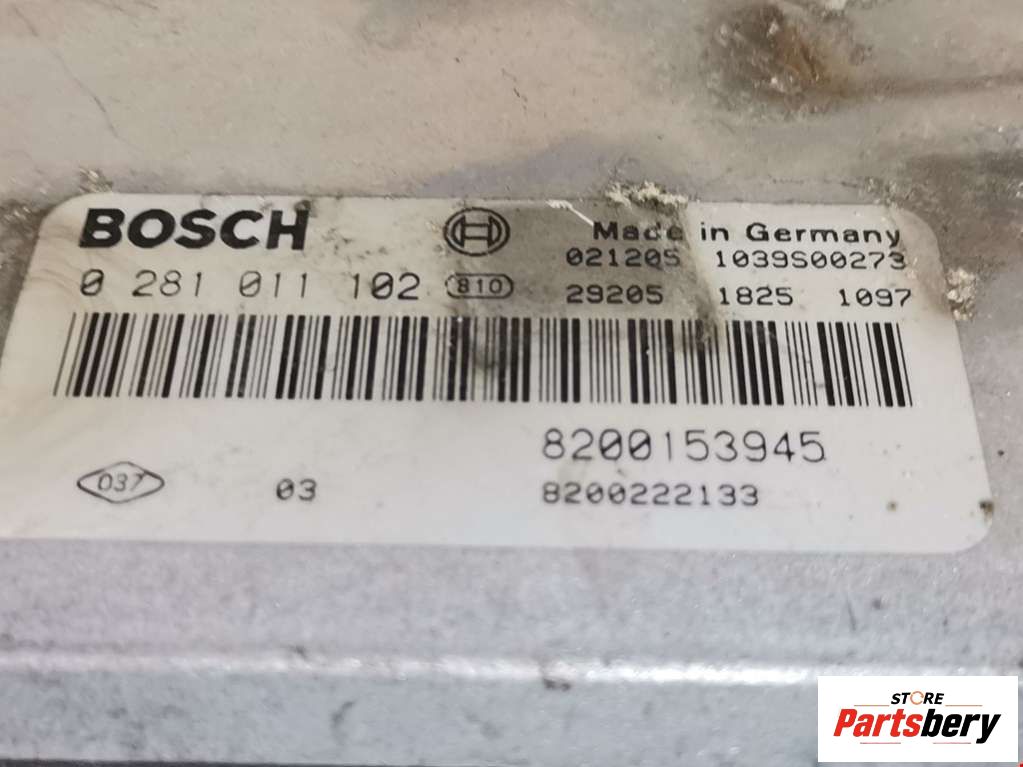 BOSCH
Made in Germany
021205 1039S00273
0 281 011 102 810
29205 1825 1097
8200153945
037 03
8200222133
STORE
Partsbery